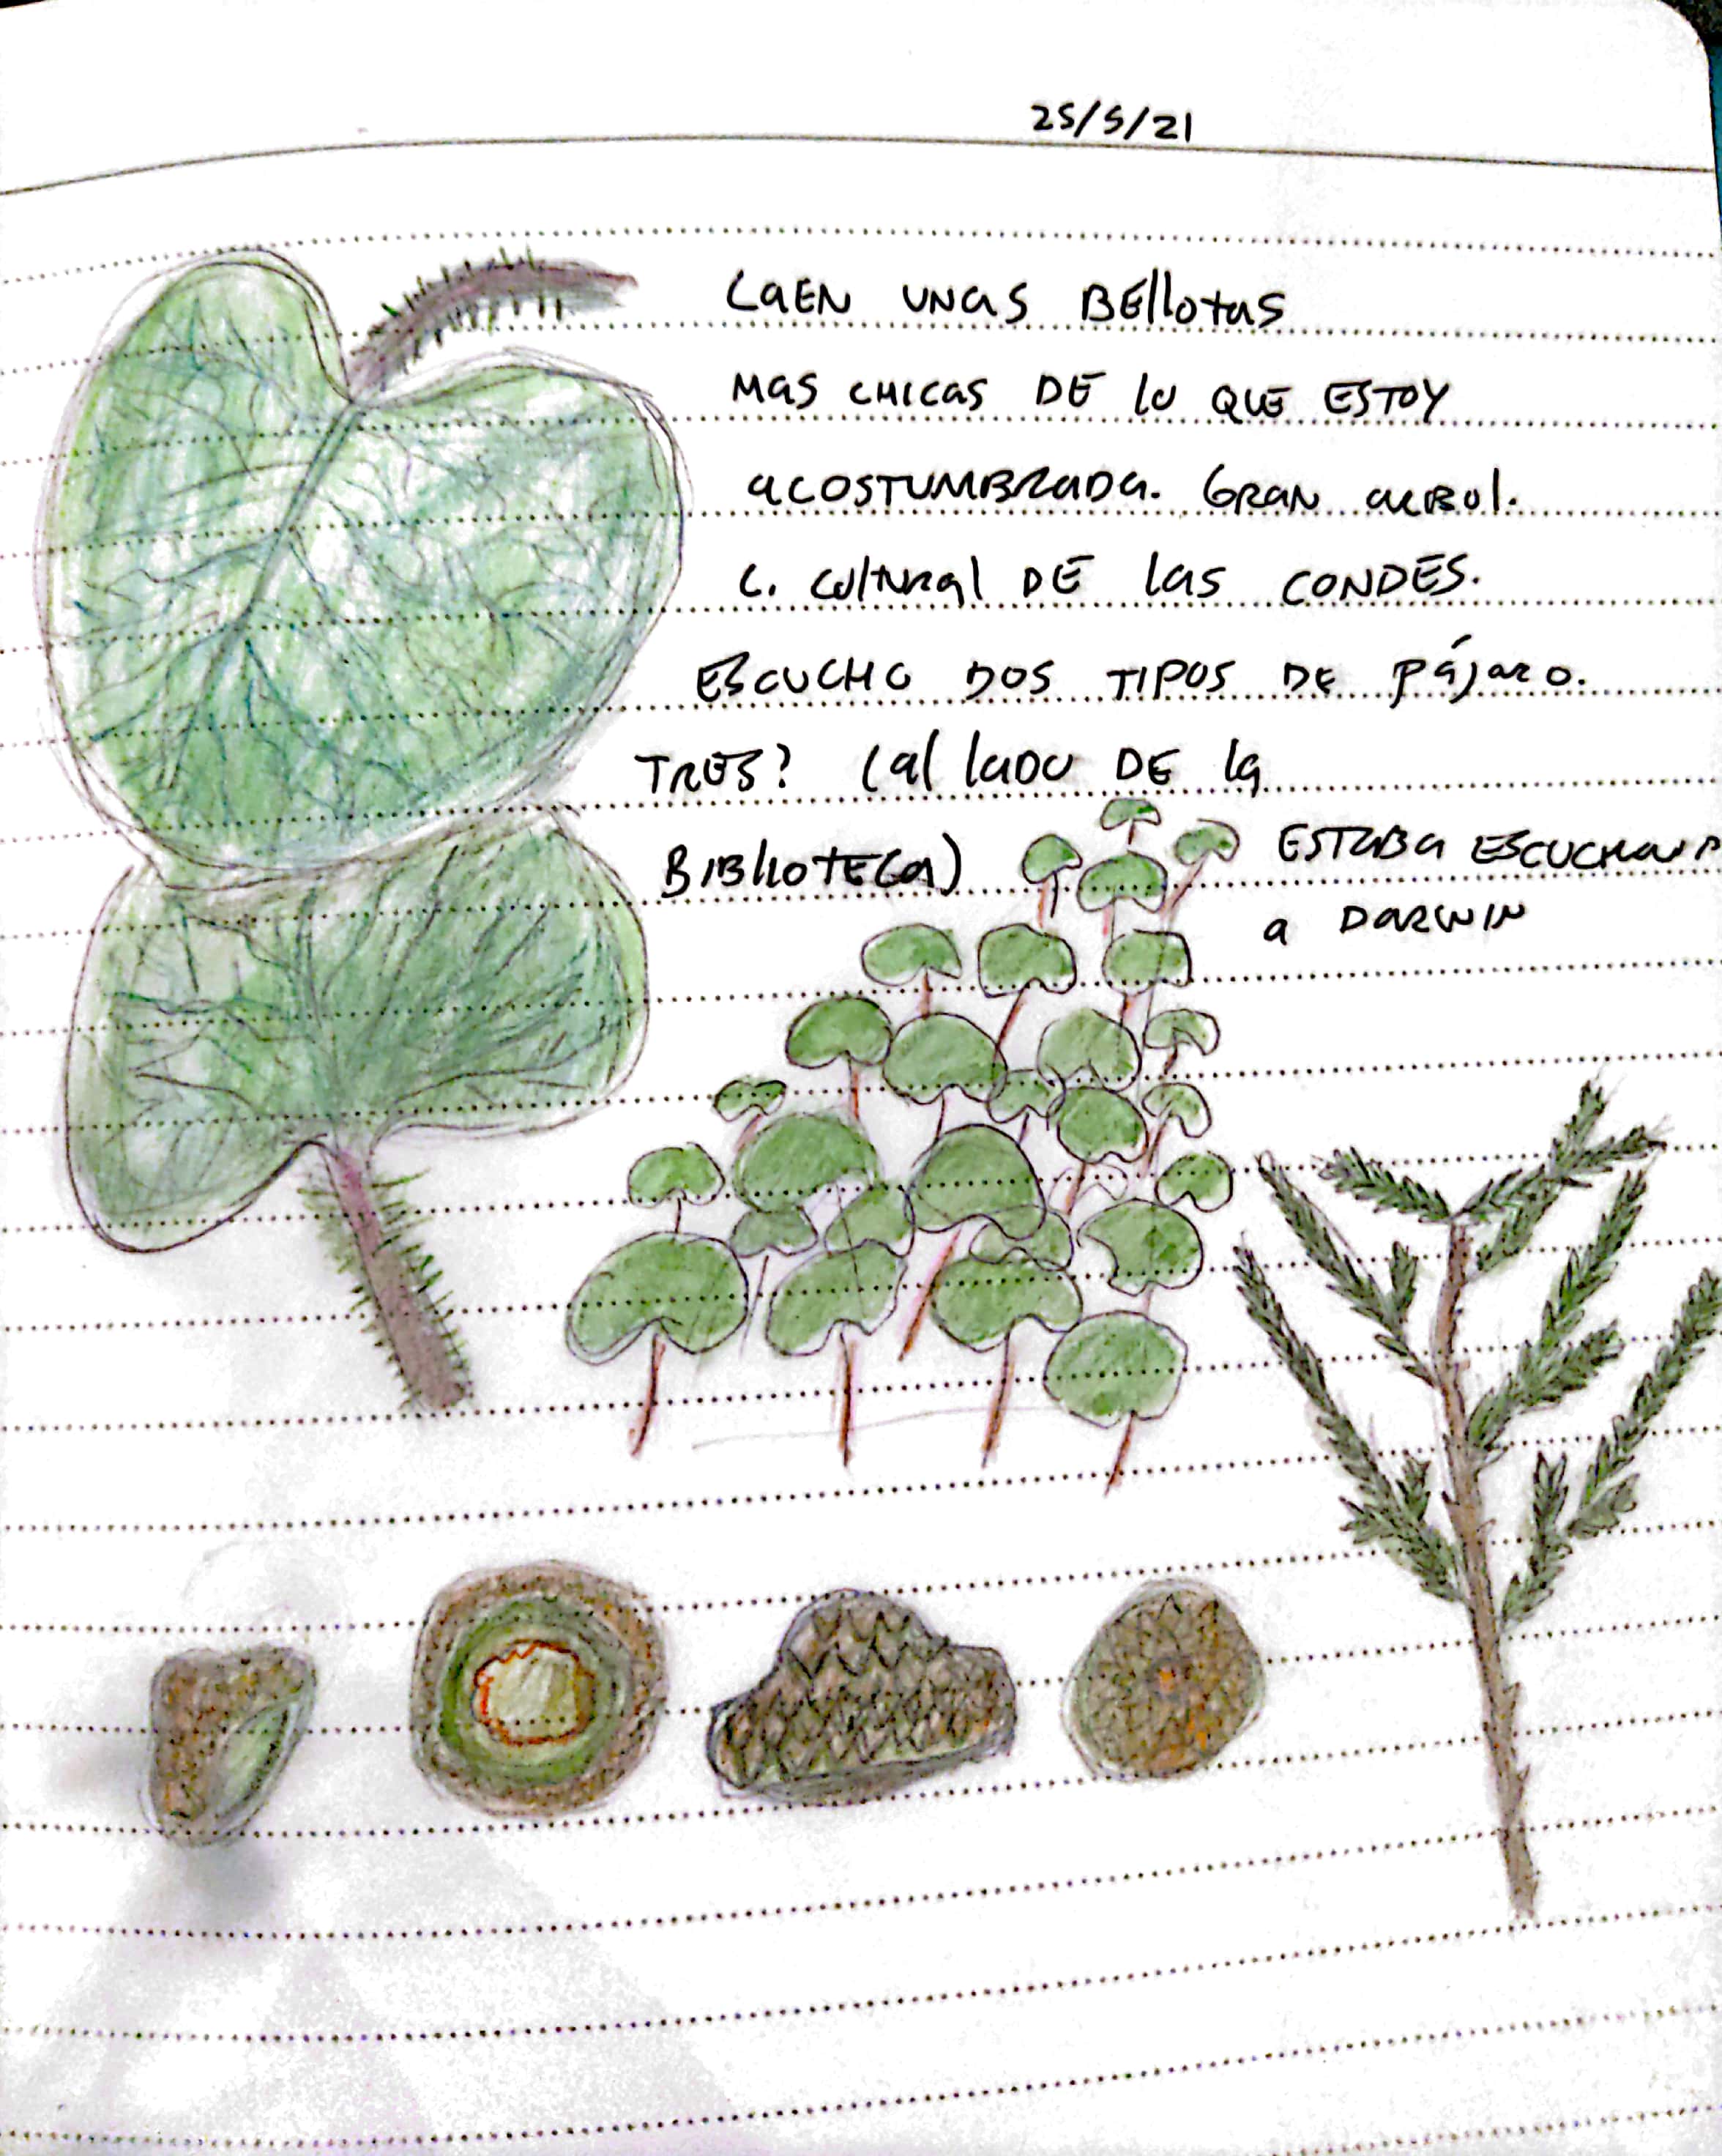 25/5/21
CAEN UNAS BELLOTAS
MAS CHICAS DE LO QUE ESTOY
ACOSTUMBRADA. GRAN ARBOL.
C. CULTURAL DE LAS CONDES.
ESCUCHO DOS TIPOS DE PÁJARO.
TRES? (AL LADO DE LA
BIBLIOTECA)
ESTABA
A DARWIN